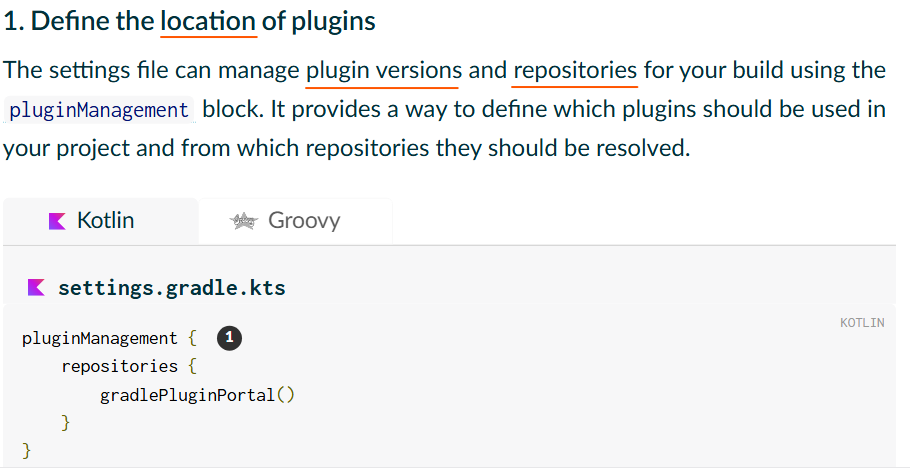 1. Define the location of plugins
The settings file can manage plugin versions and repositories for your build using the
pluginManagement block. It provides a way to define which plugins should be used in
your project and from which repositories they should be resolved.
Kotlin Groovy
settings.gradle.kts
KOTLIN
pluginManagement { 1
    repositories {
        gradlePluginPortal()
    }
}